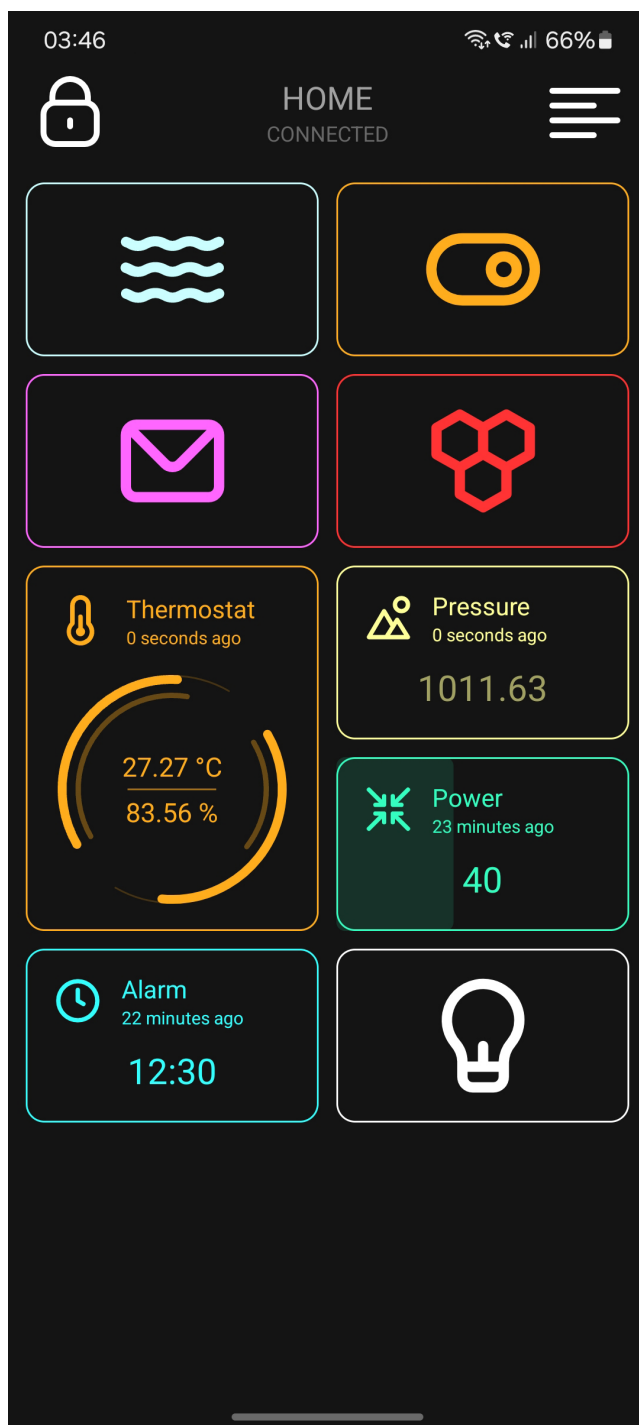 03:46
66%
HOME
CONNECTED
Thermostat
0 seconds ago
27.27 °C
83.56 %
Pressure
0 seconds ago
1011.63
Power
23 minutes ago
40
Alarm
22 minutes ago
12:30